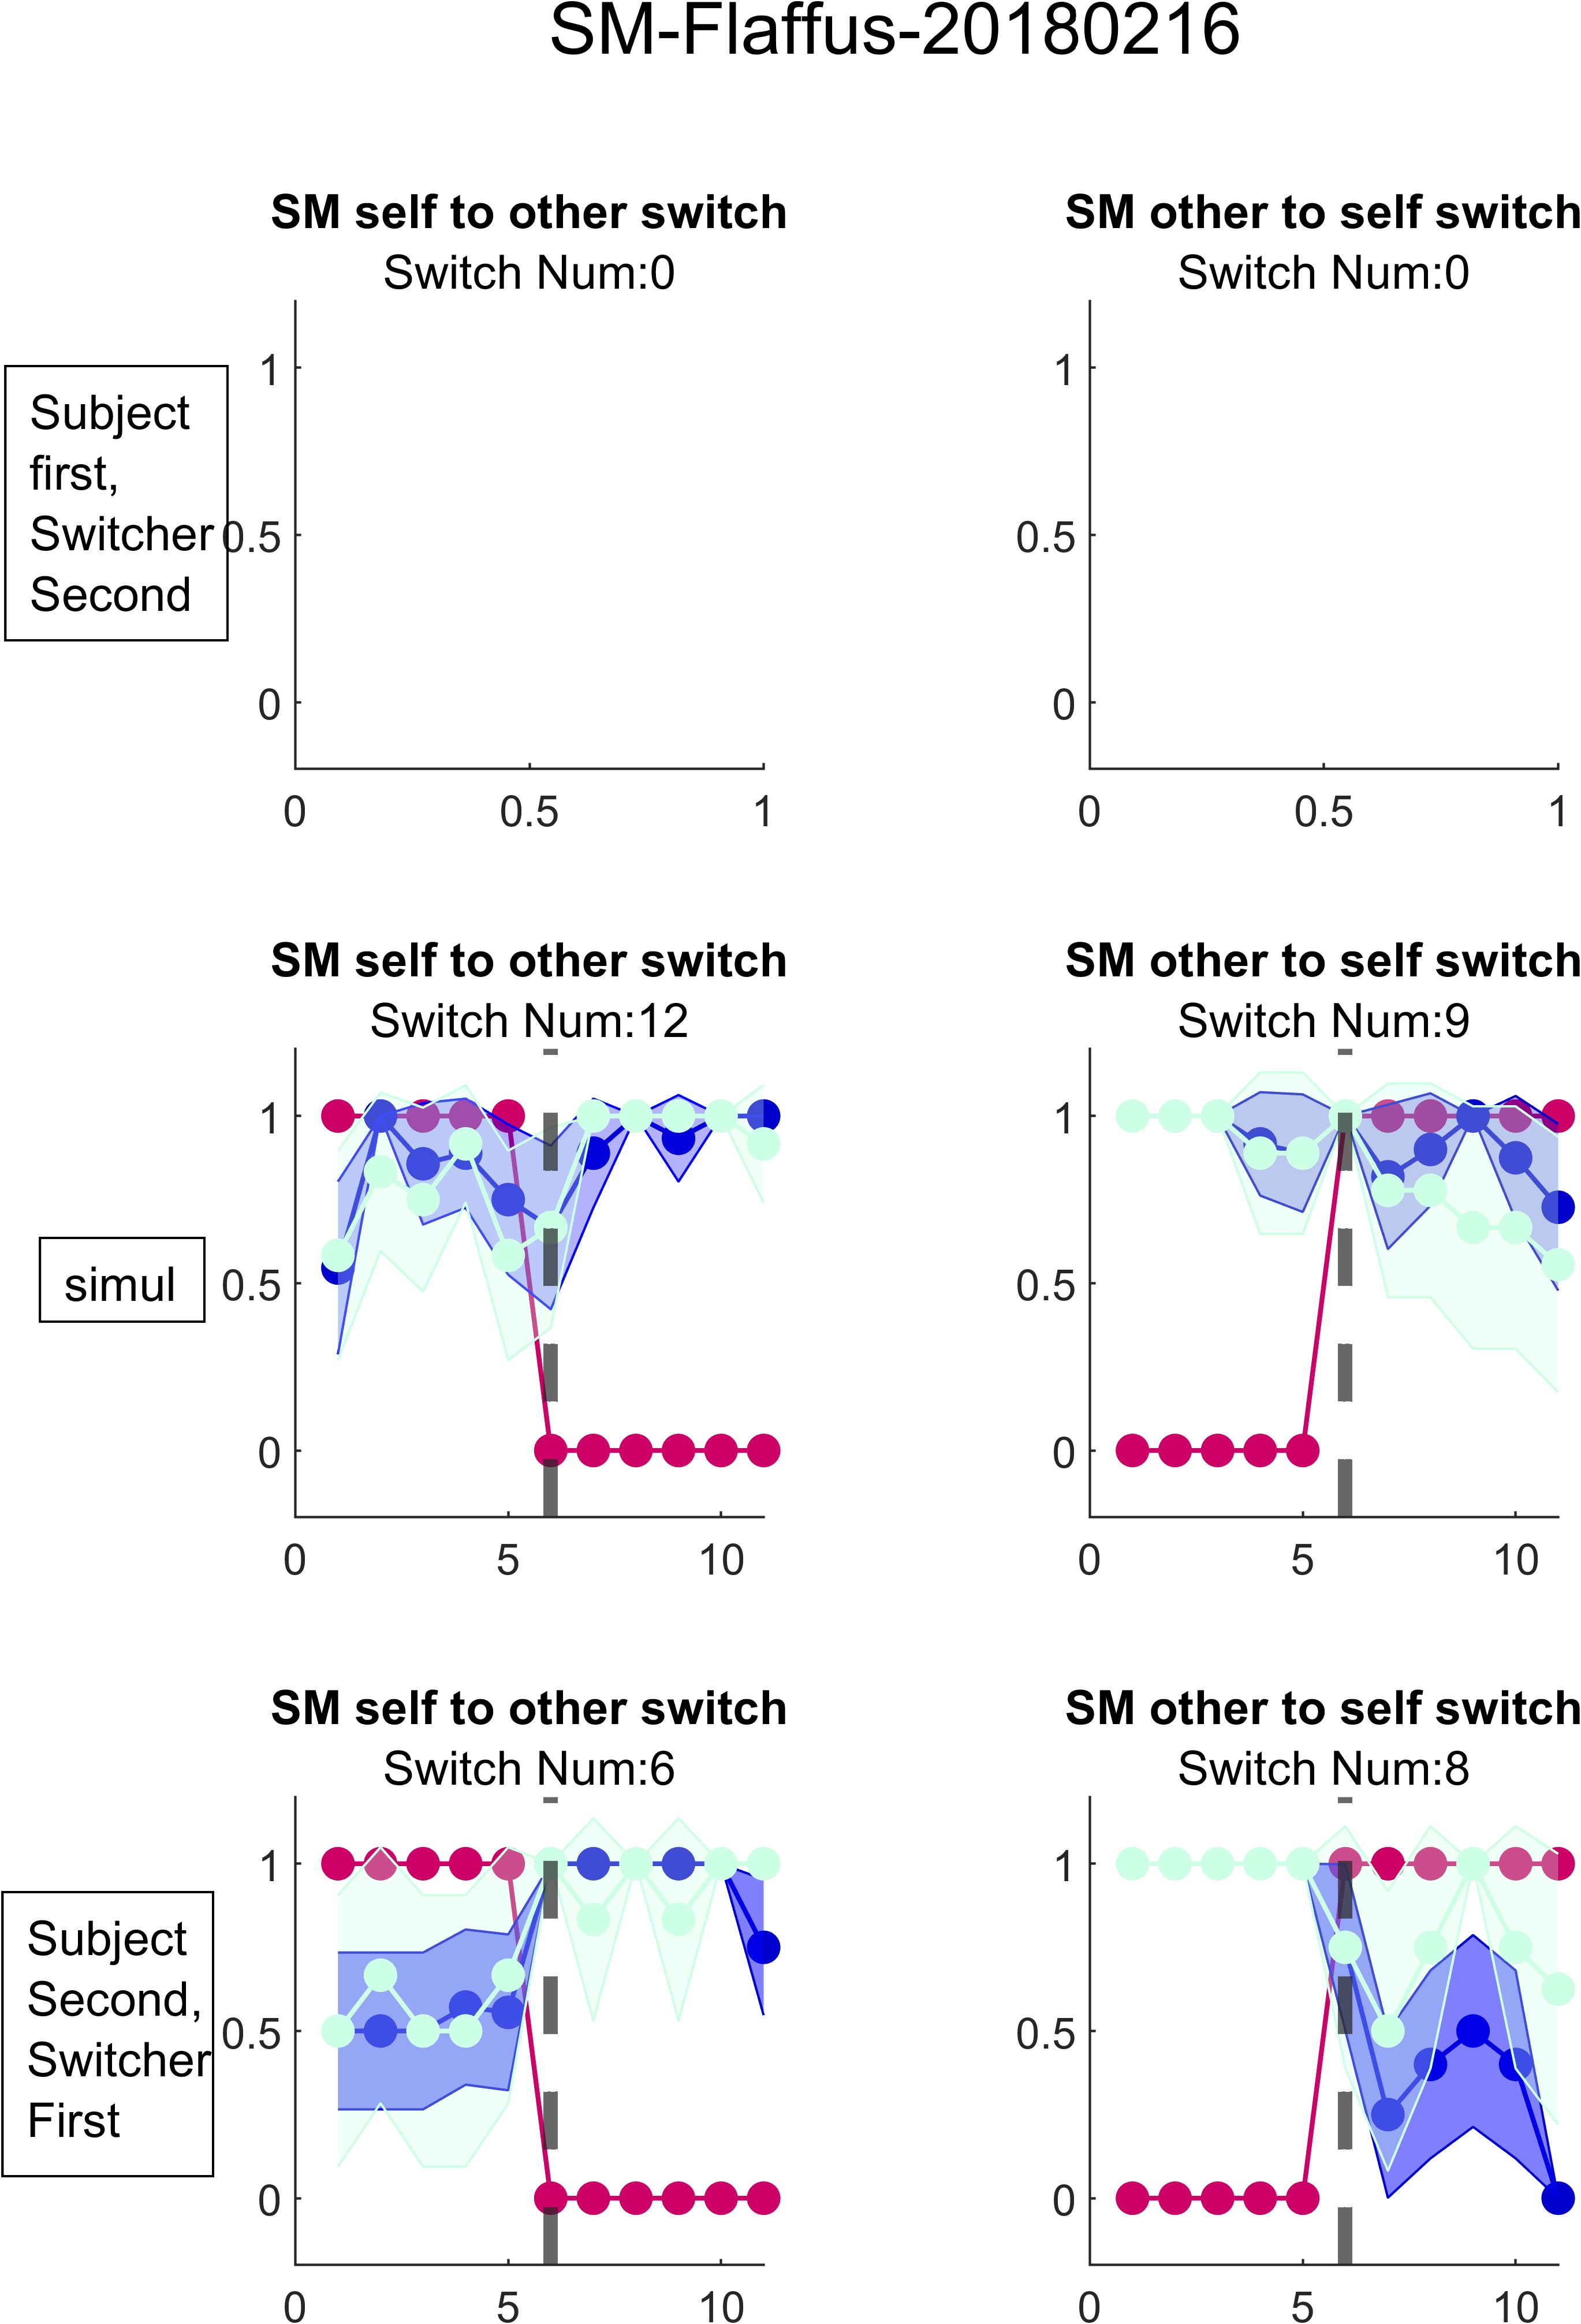 SM-Flaffus-20180216
SM self to other switch
Switch Num:0
1
0.5
0
0
0.5
1
SM other to self switch
Switch Num:0
1
0.5
0
0
0.5
1
Subject
first,
Switcher
Second
SM self to other switch
Switch Num:12
1
0.5
0
0
5
10
SM other to self switch
Switch Num:9
1
0.5
0
0
5
10
simul
SM self to other switch
Switch Num:6
1
0.5
0
0
5
10
SM other to self switch
Switch Num:8
1
0.5
0
0
5
10
Subject
Second,
Switcher
First